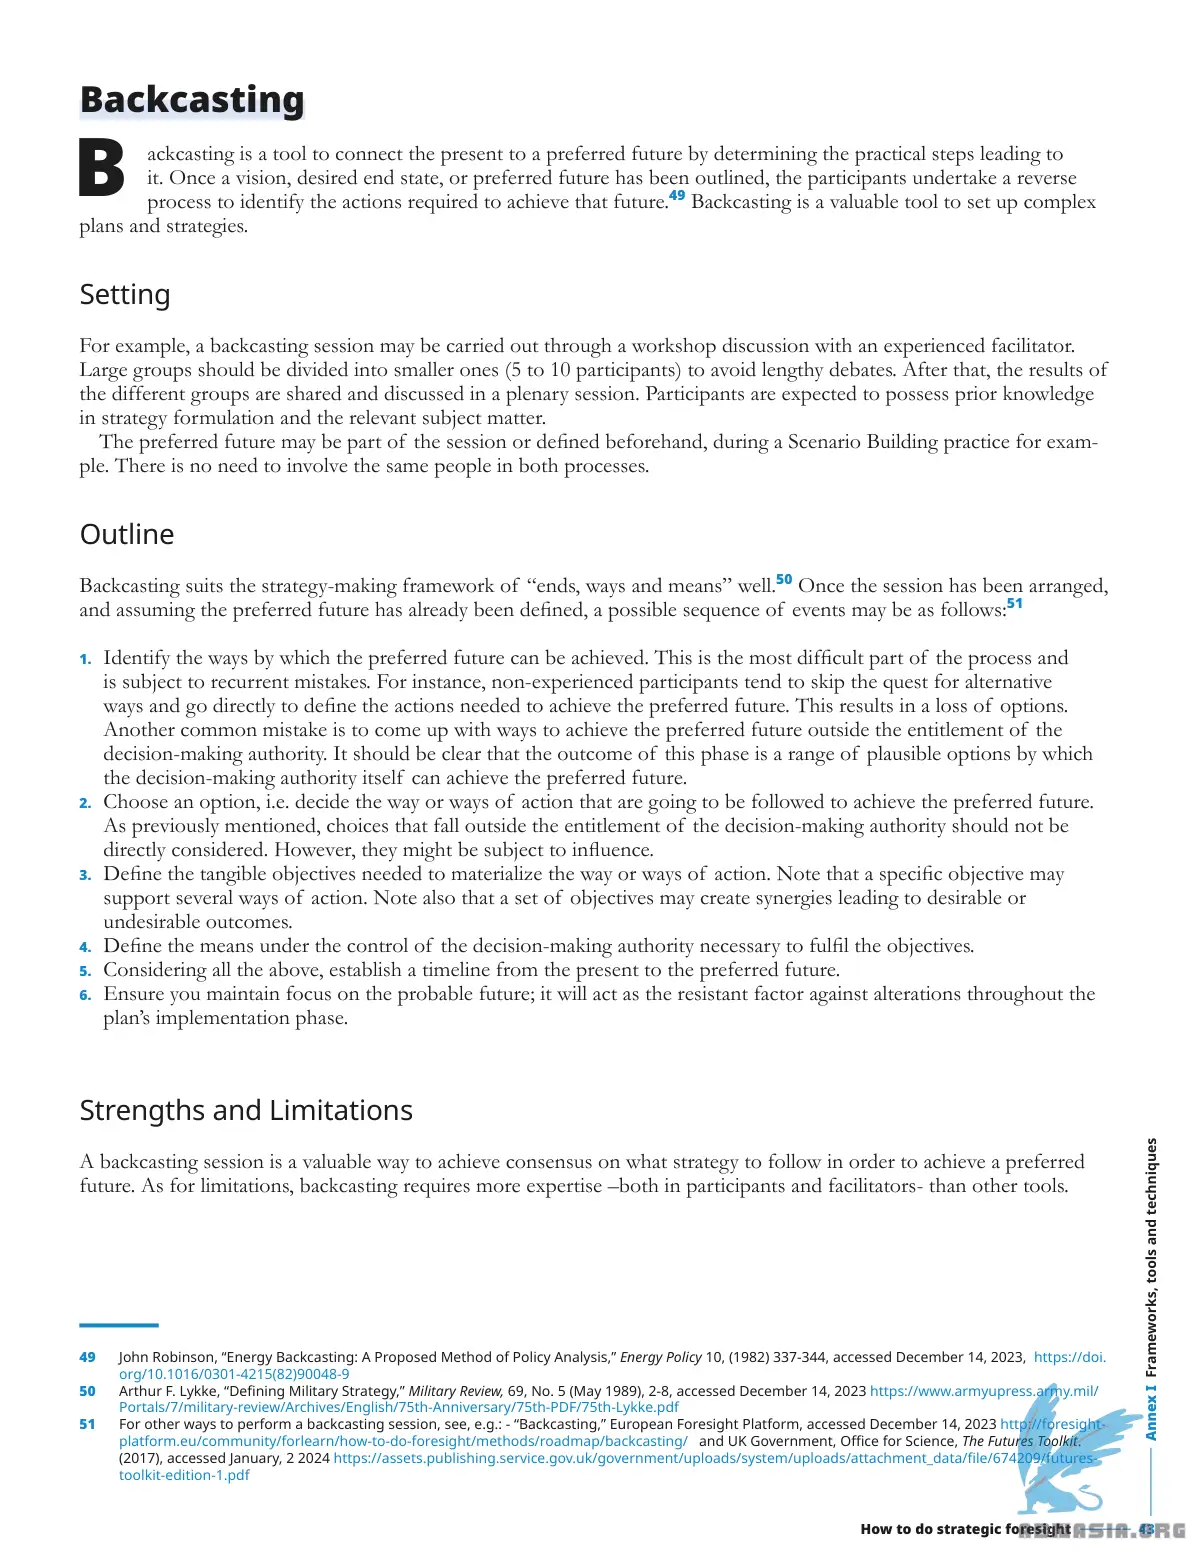 Backcasting
Backcasting is a tool to connect the present to a preferred future by determining the practical steps leading to
it. Once a vision, desired end state, or preferred future has been outlined, the participants undertake a reverse
process to identify the actions required to achieve that future.49 Backcasting is a valuable tool to set up complex
plans and strategies.
Setting
For example, a backcasting session may be carried out through a workshop discussion with an experienced facilitator.
Large groups should be divided into smaller ones (5 to 10 participants) to avoid lengthy debates. After that, the results of
the different groups are shared and discussed in a plenary session. Participants are expected to possess prior knowledge
in strategy formulation and the relevant subject matter.
The preferred future may be part of the session or defined beforehand, during a Scenario Building practice for exam-
ple. There is no need to involve the same people in both processes.
Outline
Backcasting suits the strategy-making framework of “ends, ways and means” well.50 Once the session has been arranged,
and assuming the preferred future has already been defined, a possible sequence of events may be as follows:51
1. Identify the ways by which the preferred future can be achieved. This is the most difficult part of the process and
is subject to recurrent mistakes. For instance, non-experienced participants tend to skip the quest for alternative
ways and go directly to define the actions needed to achieve the preferred future. This results in a loss of options.
Another common mistake is to come up with ways to achieve the preferred future outside the entitlement of the
decision-making authority. It should be clear that the outcome of this phase is a range of plausible options by which
the decision-making authority itself can achieve the preferred future.
2. Choose an option, i.e. decide the way or ways of action that are going to be followed to achieve the preferred future.
As previously mentioned, choices that fall outside the entitlement of the decision-making authority should not be
directly considered. However, they might be subject to influence.
3. Define the tangible objectives needed to materialize the way or ways of action. Note that a specific objective may
support several ways of action. Note also that a set of objectives may create synergies leading to desirable or
undesirable outcomes.
4. Define the means under the control of the decision-making authority necessary to fulfil the objectives.
5. Considering all the above, establish a timeline from the present to the preferred future.
6. Ensure you maintain focus on the probable future; it will act as the resistant factor against alterations throughout the
plan’s implementation phase.
Strengths and Limitations
A backcasting session is a valuable way to achieve consensus on what strategy to follow in order to achieve a preferred
future. As for limitations, backcasting requires more expertise –both in participants and facilitators- than other tools.
49 John Robinson, “Energy Backcasting: A Proposed Method of Policy Analysis,” Energy Policy 10, (1982) 337-344, accessed December 14, 2023, https://doi.
org/10.1016/0301-4215(82)90048-9
50 Arthur F. Lykke, “Defining Military Strategy,” Military Review, 69, No. 5 (May 1989), 2-8, accessed December 14, 2023 https://www.armyupress.army.mil/
Portals/7/military-review/Archives/English/75th-Anniversary/75th-PDF/75th-Lykke.pdf
51 For other ways to perform a backcasting session, see, e.g.: - “Backcasting,” European Foresight Platform, accessed December 14, 2023 http://foresight-
platform.eu/community/forlearn/how-to-do-foresight/methods/roadmap/backcasting/ and UK Government, Office for Science, The Futures Toolkit.
(2017), accessed January, 2 2024 https://assets.publishing.service.gov.uk/government/uploads/system/uploads/attachment_data/file/674209/futures-
toolkit-edition-1.pdf
Annex I Frameworks, tools and techniques
How to do strategic foresight 43